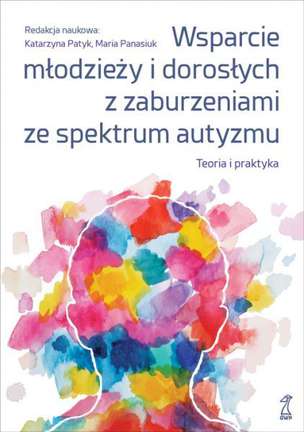 Redakcja naukowa:
Katarzyna Patyk, Maria Panasiuk
Wsparcie
młodzieży i dorosłych
z zaburzeniami
ze spektrum autyzmu
Teoria i praktyka
GWP